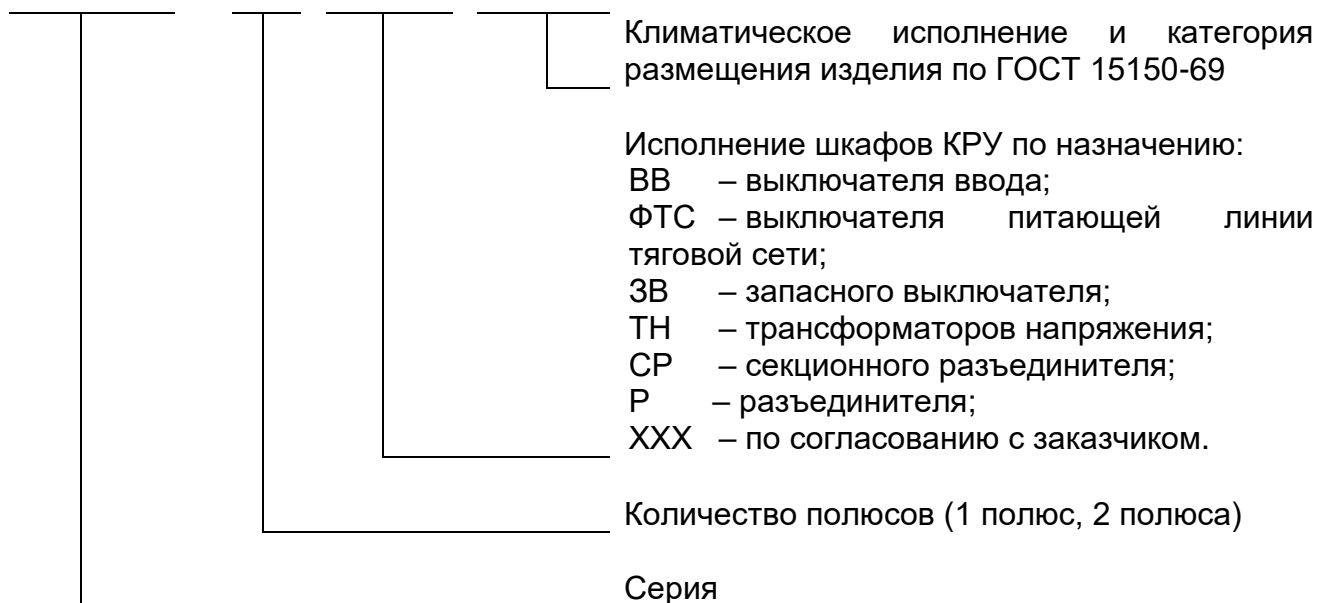 Климатическое исполнение и категория
размещения изделия по ГОСТ 15150-69
Исполнение шкафов КРУ по назначению:
ВВ – выключателя ввода;
ФТС – выключателя питающей линии
тяговой сети;
ЗВ – запасного выключателя;
ТН – трансформаторов напряжения;
СР – секционного разъединителя;
Р – разъединителя;
ХХХ – по согласованию с заказчиком.
Количество полюсов (1 полюс, 2 полюса)
Серия